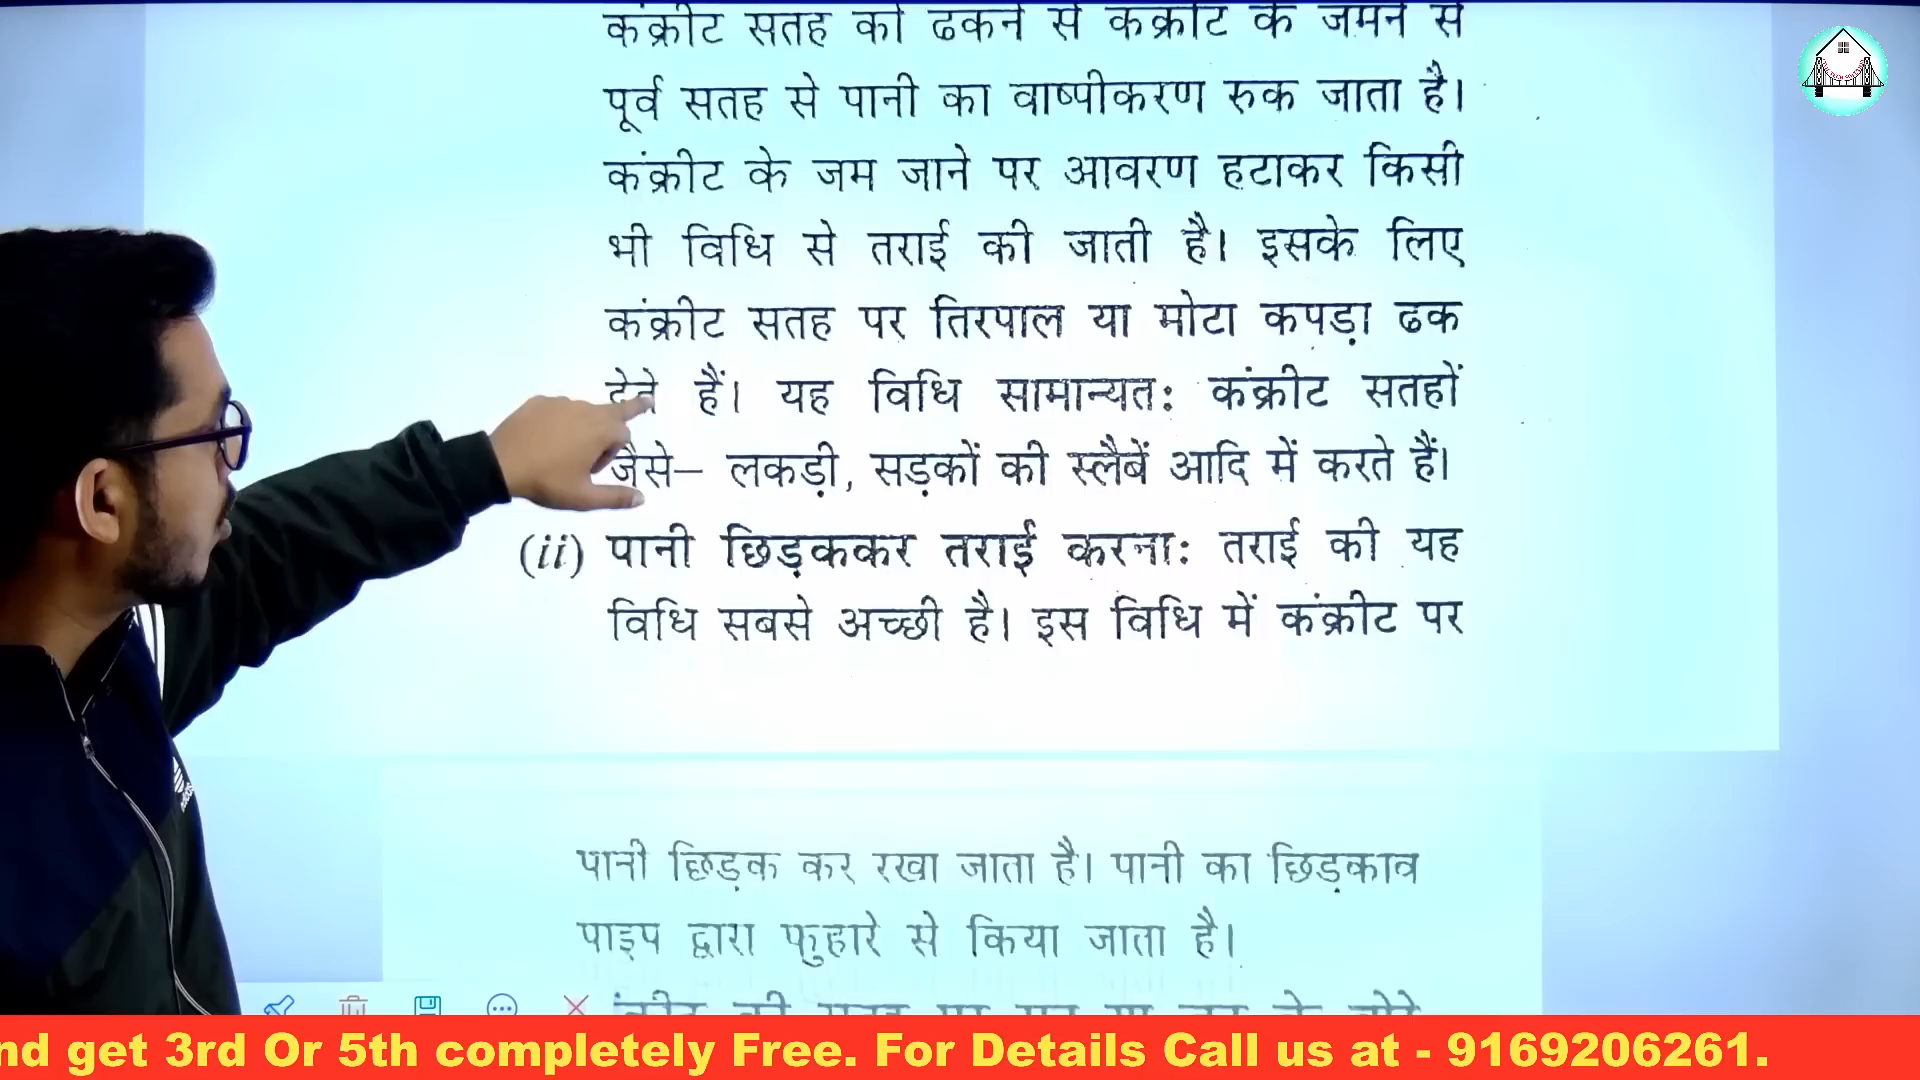 कंक्रीट सतह को ढकने से कंक्रीट के जमने से
पूर्व सतह से पानी का वाष्पीकरण रुक जाता है।
कंक्रीट के जम जाने पर आवरण हटाकर किसी
भी विधि से तराई की जाती है। इसके लिए
कंक्रीट सतह पर तिरपाल या मोटा कपड़ा ढक
देते हैं। यह विधि सामान्यतः कंक्रीट सतहों
जैसे– लकड़ी, सड़कों की स्लैबें आदि में करते हैं।
(ii) पानी छिड़ककर तराई करनाः तराई की यह
विधि सबसे अच्छी है। इस विधि में कंक्रीट पर
पानी छिड़क कर रखा जाता है। पानी का छिड़काव
पाइप द्वारा फुहारे से किया जाता है।
nd get 3rd Or 5th completely Free. For Details Call us at - 9169206261.